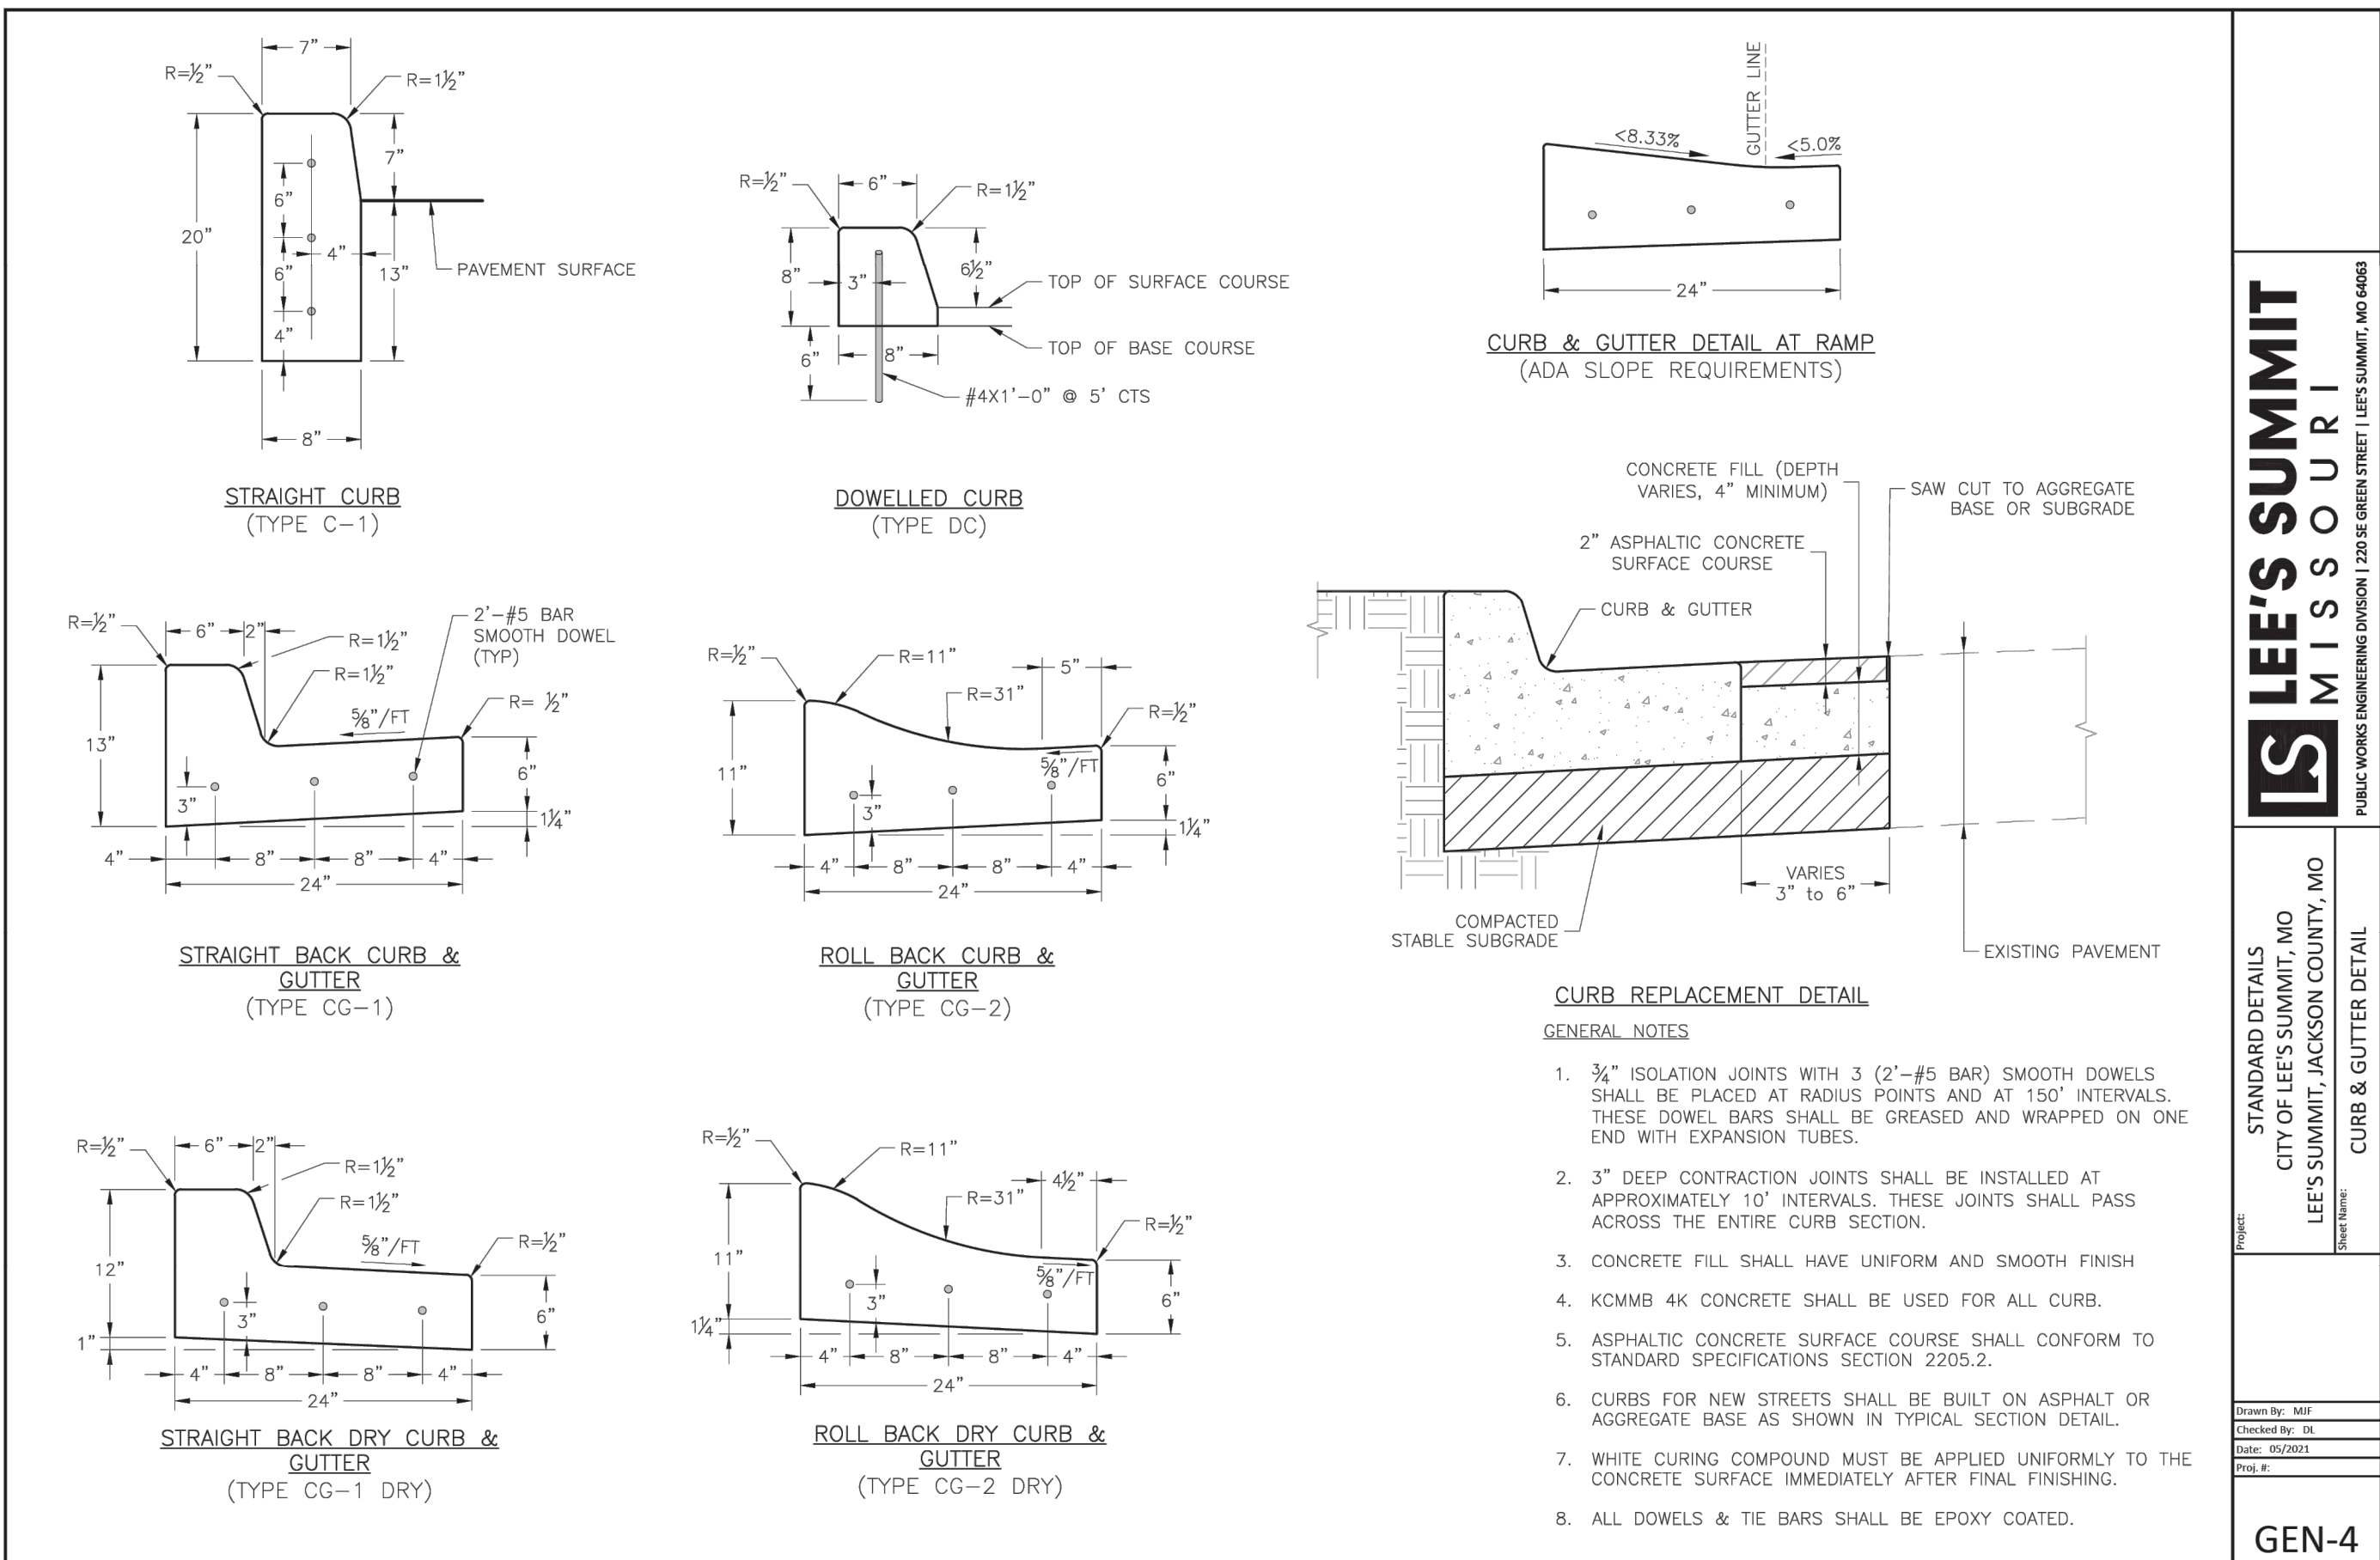 7"
R=½"
R=1½"
7"
6"
20"
4"
6"
13"
PAVEMENT SURFACE
4"
8"
STRAIGHT CURB
(TYPE C-1)
R=½"
6"
R=1½"
8"
3"
6½"
TOP OF SURFACE COURSE
6"
8"
TOP OF BASE COURSE
#4X1'-0" @ 5' CTS
DOWELLED CURB
(TYPE DC)
GUTTER LINE
<8.33%
<5.0%
24"
CURB & GUTTER DETAIL AT RAMP
(ADA SLOPE REQUIREMENTS)
R=½"
6"
2"
R=1½"
R=1½"
2'-#5 BAR
SMOOTH DOWEL
(TYP)
R= ½"
⅝"/FT
13"
3"
6"
1¼"
4"
8"
8"
4"
24"
STRAIGHT BACK CURB &
GUTTER
(TYPE CG-1)
R=½"
R=11"
R=31"
5"
R=½"
11"
⅝"/FT
3"
6"
1¼"
4"
8"
8"
4"
24"
ROLL BACK CURB &
GUTTER
(TYPE CG-2)
CONCRETE FILL (DEPTH
VARIES, 4" MINIMUM)
SAW CUT TO AGGREGATE
BASE OR SUBGRADE
2" ASPHALTIC CONCRETE
SURFACE COURSE
CURB & GUTTER
VARIES
3" to 6"
COMPACTED
STABLE SUBGRADE
EXISTING PAVEMENT
CURB REPLACEMENT DETAIL
R=½"
6"
2"
R=1½"
R=1½"
⅝"/FT
R=½"
12"
3"
6"
1"
4"
8"
8"
4"
24"
STRAIGHT BACK DRY CURB &
GUTTER
(TYPE CG-1 DRY)
R=½"
R=11"
R=31"
4½"
R=½"
11"
⅝"/FT
3"
6"
1¼"
4"
8"
8"
4"
24"
ROLL BACK DRY CURB &
GUTTER
(TYPE CG-2 DRY)
GENERAL NOTES
1. ¾" ISOLATION JOINTS WITH 3 (2'-#5 BAR) SMOOTH DOWELS
SHALL BE PLACED AT RADIUS POINTS AND AT 150' INTERVALS.
THESE DOWEL BARS SHALL BE GREASED AND WRAPPED ON ONE
END WITH EXPANSION TUBES.
2. 3" DEEP CONTRACTION JOINTS SHALL BE INSTALLED AT
APPROXIMATELY 10' INTERVALS. THESE JOINTS SHALL PASS
ACROSS THE ENTIRE CURB SECTION.
3. CONCRETE FILL SHALL HAVE UNIFORM AND SMOOTH FINISH
4. KCMMB 4K CONCRETE SHALL BE USED FOR ALL CURB.
5. ASPHALTIC CONCRETE SURFACE COURSE SHALL CONFORM TO
STANDARD SPECIFICATIONS SECTION 2205.2.
6. CURBS FOR NEW STREETS SHALL BE BUILT ON ASPHALT OR
AGGREGATE BASE AS SHOWN IN TYPICAL SECTION DETAIL.
7. WHITE CURING COMPOUND MUST BE APPLIED UNIFORMLY TO THE
CONCRETE SURFACE IMMEDIATELY AFTER FINAL FINISHING.
8. ALL DOWELS & TIE BARS SHALL BE EPOXY COATED.
LS
LEE'S SUMMIT
MISSOURI
PUBLIC WORKS ENGINEERING DIVISION | 220 SE GREEN STREET | LEE'S SUMMIT, MO 64063
Project:
STANDARD DETAILS
CITY OF LEE'S SUMMIT, MO
LEE'S SUMMIT, JACKSON COUNTY, MO
Sheet Name:
CURB & GUTTER DETAIL
Drawn By: MJF
Checked By: DL
Date: 05/2021
Proj. #:
GEN-4